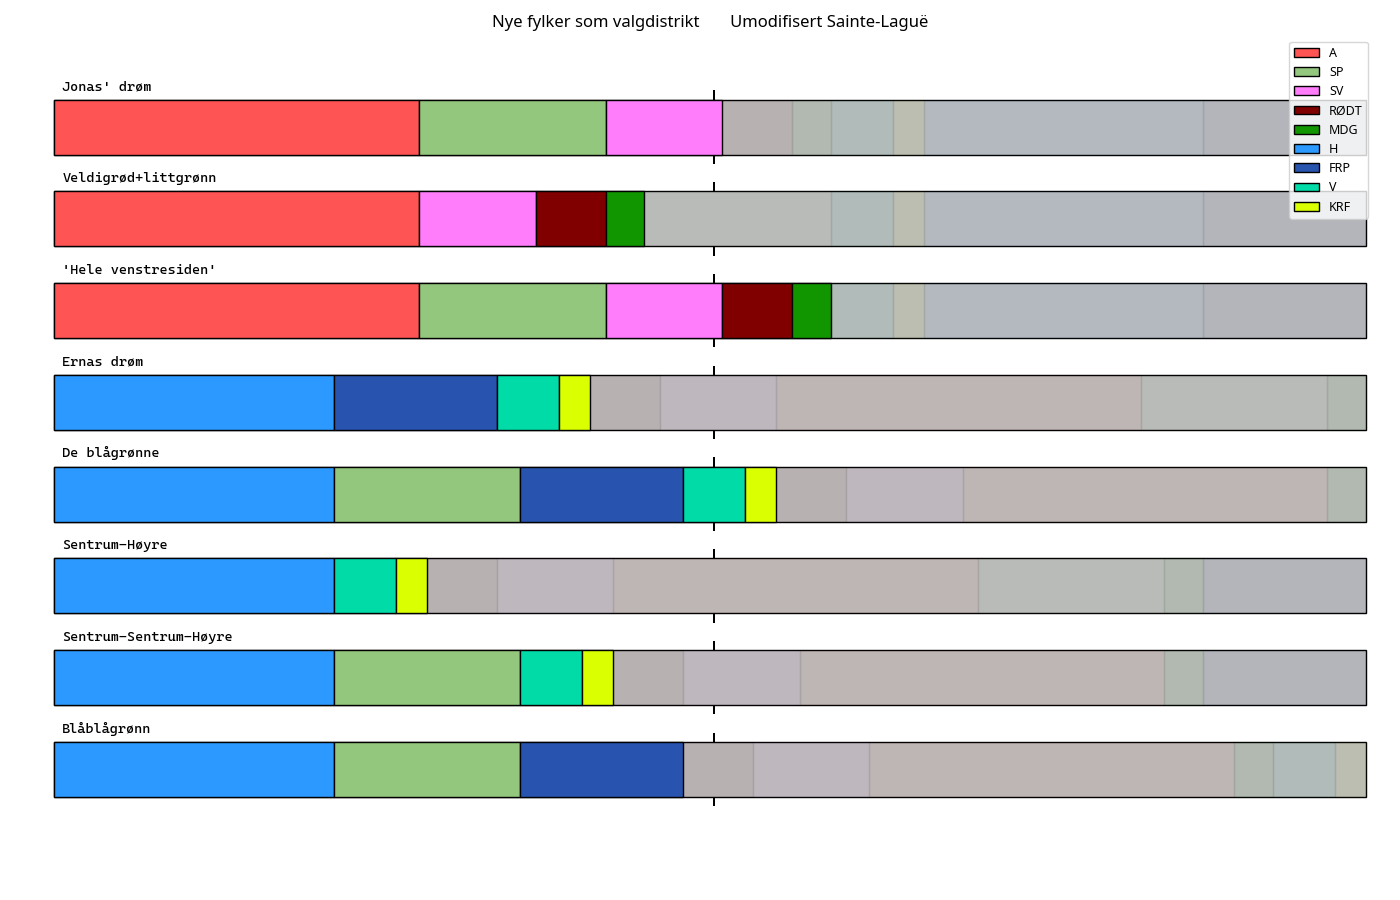 Nye fylker som valgdistrikt Umodifisert Sainte-Laguë
A
SP
SV
RØDT
MDG
H
FRP
V
KRF
Jonas' drøm
Veldigrød+littgrønn
'Hele venstresiden'
Ernas drøm
De blågrønne
Sentrum-Høyre
Sentrum-Sentrum-Høyre
Blåblågrønn